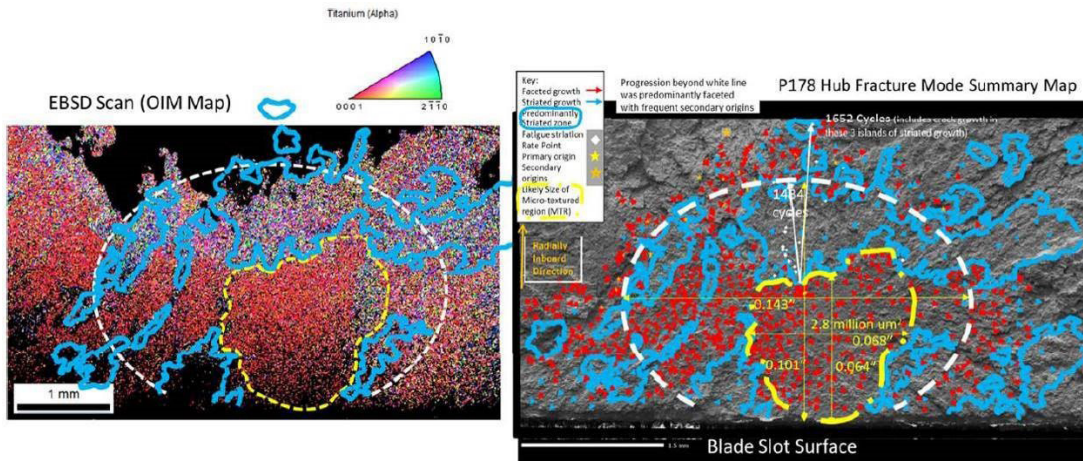 Titanium (Alpha)
10 1̄ 0
0001
2 1̄ 1̄ 0
EBSD Scan (OIM Map)
1 mm
Key:
Faceted growth
Striated growth
Predominantly
Striated zone
Fatigue striation
Rate Point
Primary origin
Secondary
origins
Likely Size of
Micro-textured
region (MTR)
Progression beyond white line
was predominantly faceted
with frequent secondary origins
P178 Hub Fracture Mode Summary Map
1652 Cycles (includes crack growth in
these 3 islands of striated growth)
1484
cycles
Radially
Inboard
Direction
0.143"
2.8 million um²
0.068"
0.101
0.064"
Blade Slot Surface